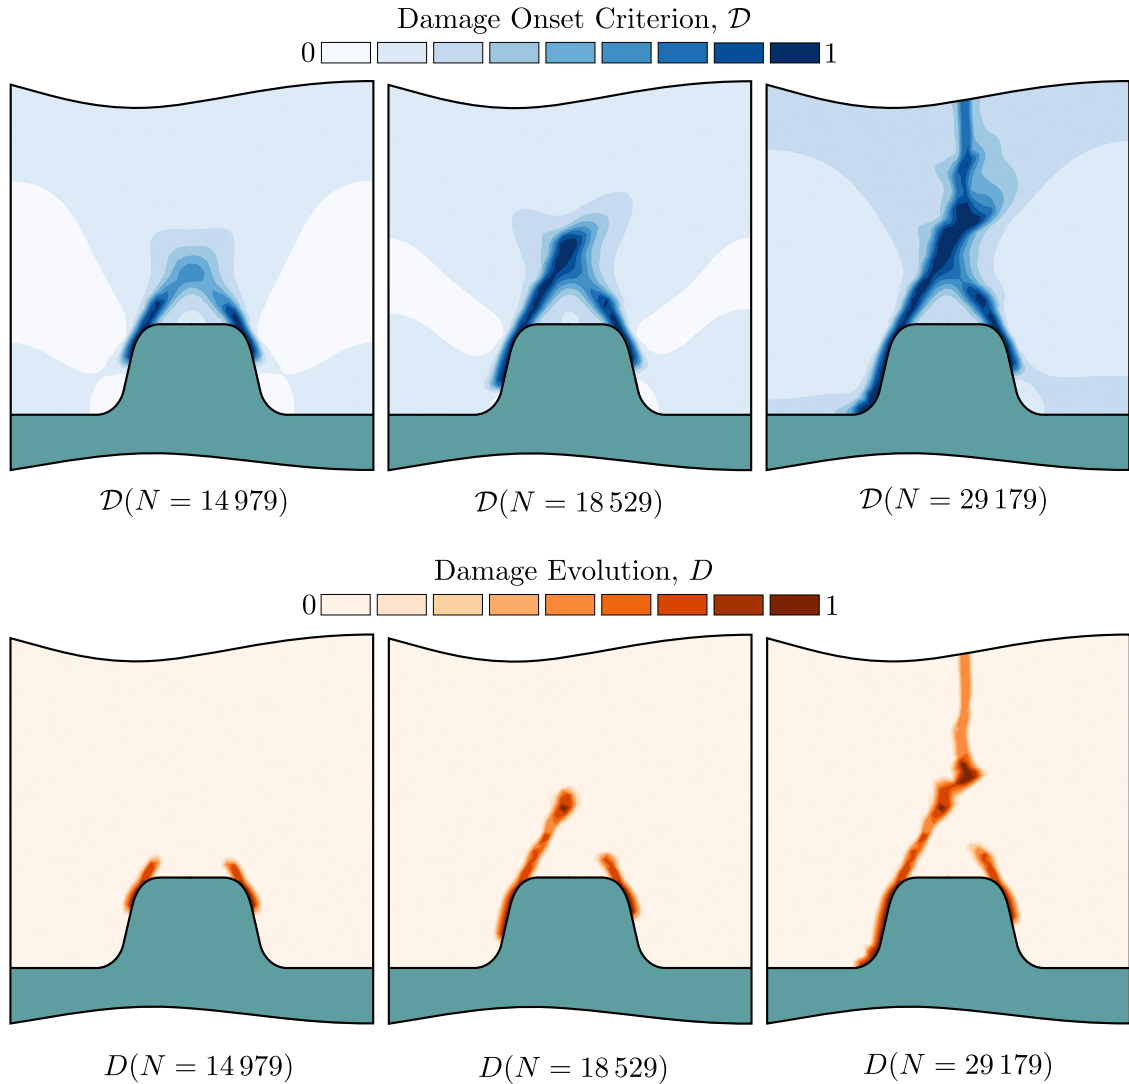 Damage Onset Criterion, 𝒟
0 1
𝒟(N = 14 979) 𝒟(N = 18 529) 𝒟(N = 29 179)
Damage Evolution, D
0 1
D(N = 14 979) D(N = 18 529) D(N = 29 179)